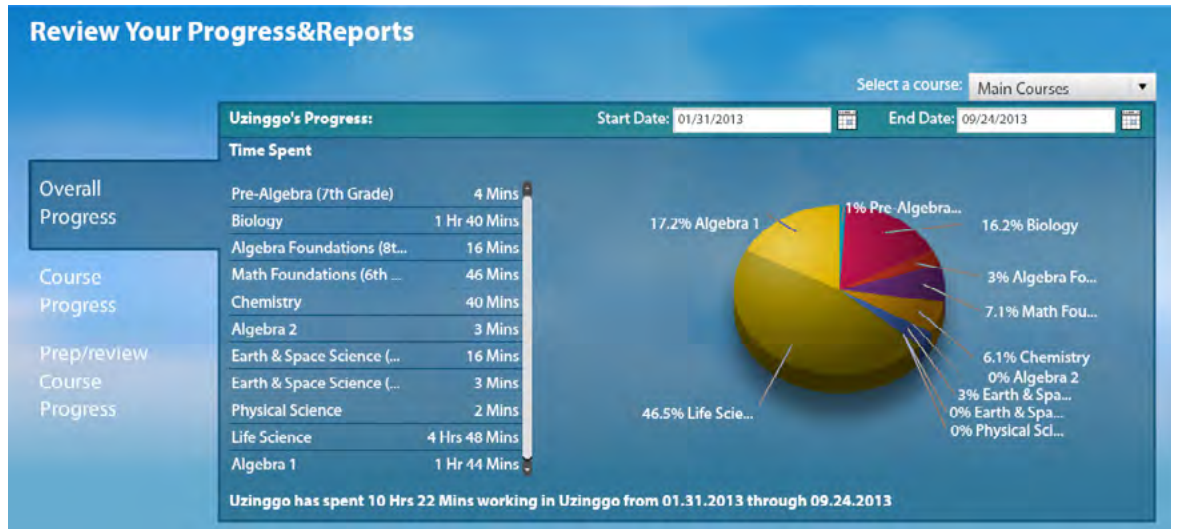 Review Your Progress&Reports
Select a course: Main Courses
Uzinggo's Progress: Start Date: 01/31/2013 End Date: 09/24/2013
Time Spent
Overall
Progress
Course
Progress
Prep/review
Course
Progress
Pre-Algebra (7th Grade) 4 Mins
Biology 1 Hr 40 Mins
Algebra Foundations (8t... 16 Mins
Math Foundations (6th ... 46 Mins
Chemistry 40 Mins
Algebra 2 3 Mins
Earth & Space Science (... 16 Mins
Earth & Space Science (... 3 Mins
Physical Science 2 Mins
Life Science 4 Hrs 48 Mins
Algebra 1 1 Hr 44 Mins
17.2% Algebra 1
1% Pre-Algebra...
16.2% Biology
3% Algebra Fo...
7.1% Math Fou...
6.1% Chemistry
0% Algebra 2
3% Earth & Spa...
0% Earth & Spa...
0% Physical Sci...
46.5% Life Scie...
Uzinggo has spent 10 Hrs 22 Mins working in Uzinggo from 01.31.2013 through 09.24.2013